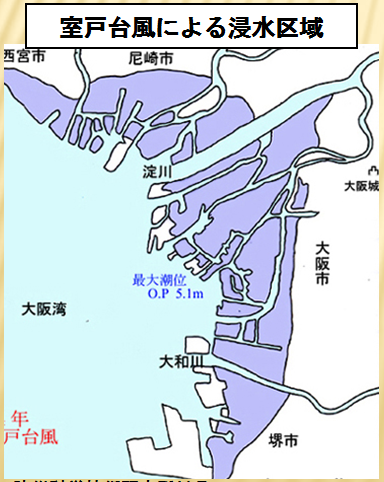 室戸台風による浸水区域
西宮市
尼崎市
淀川
大阪城
大阪市
最大潮位
O.P 5.1m
大阪湾
大和川
年
戸台風
堺市